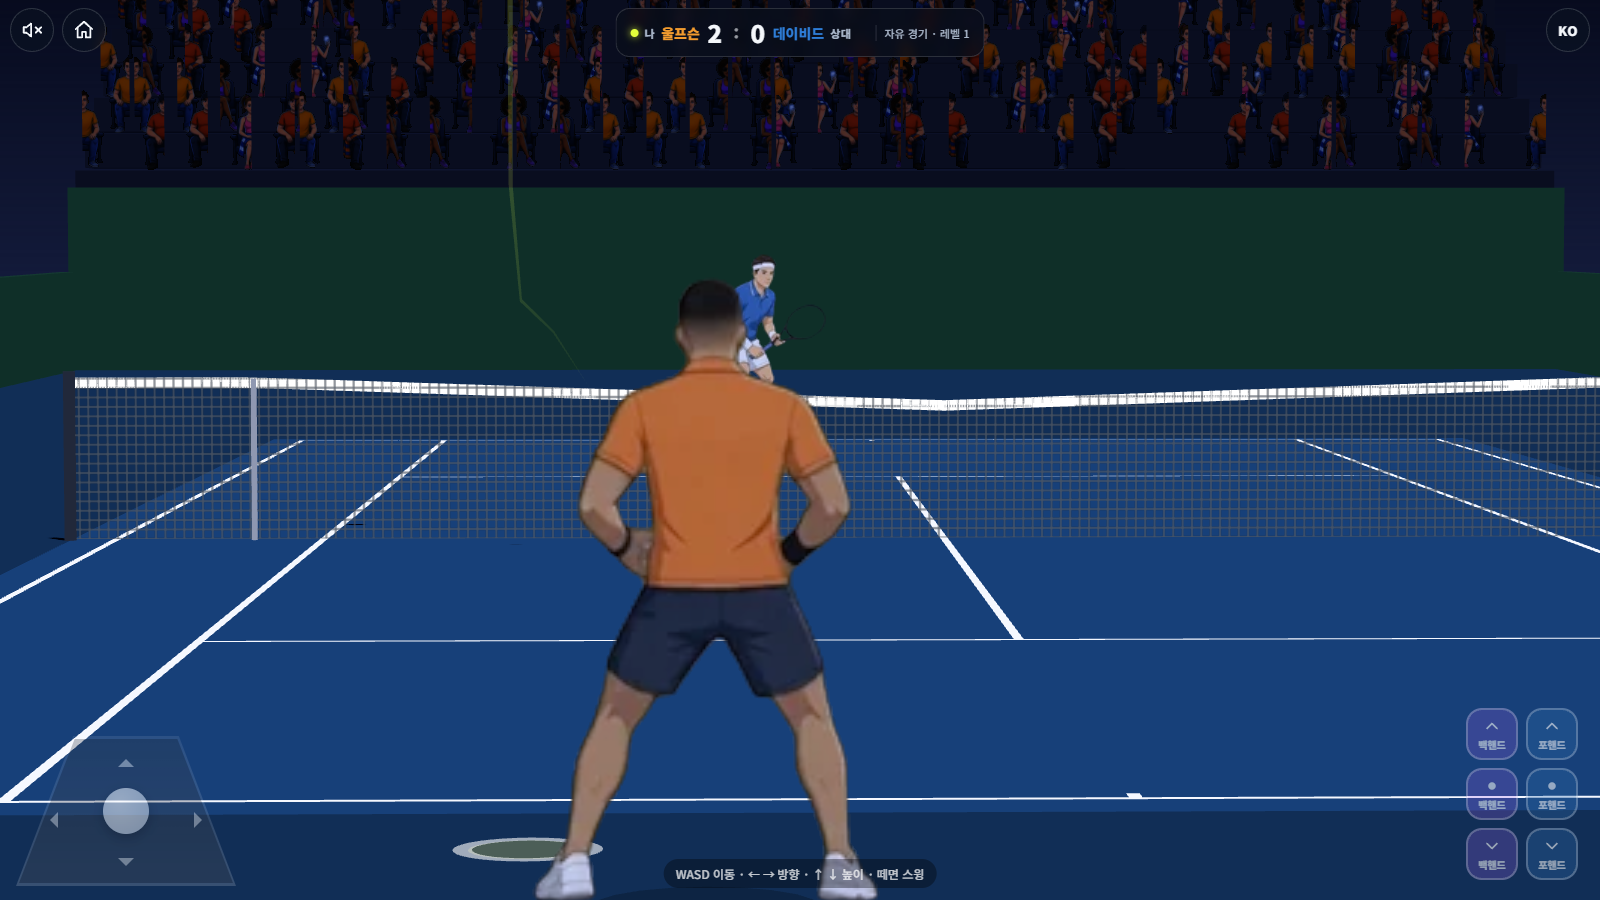 나 울프슨 2 : 0 데이비드 상대 자유 경기 · 레벨 1
KO
백핸드 포핸드
백핸드 포핸드
백핸드 포핸드
WASD 이동 · ←→ 방향 · ↑↓ 높이 · 떼면 스윙